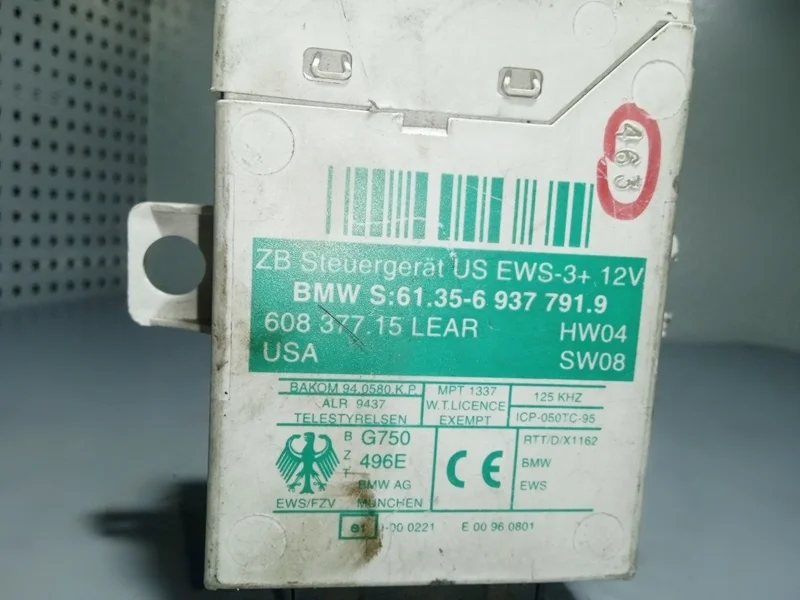 463
ZB Steuergerät US EWS-3+ 12V
BMW S:61.35-6 937 791.9
608 377.15 LEAR HW04
USA SW08
BAKOM 94.0580.K.P. MPT 1337 125 KHZ
ALR 9437 W.T.LICENCE
TELESTYRELSEN EXEMPT ICP-050TC-95
B Z T G750 496E
RTT/D/X1162
BMW AG CE BMW
EWS/FZV MÜNCHEN EWS
00 0221 E 00 96 0801